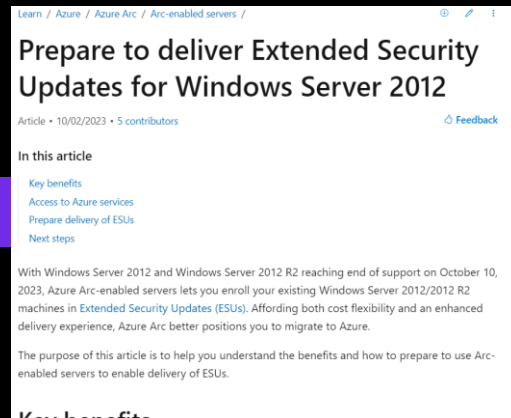 Learn / Azure / Azure Arc / Arc-enabled servers /
Prepare to deliver Extended Security
Updates for Windows Server 2012
Article • 10/02/2023 • 5 contributors
Feedback
In this article
Key benefits
Access to Azure services
Prepare delivery of ESUs
Next steps
With Windows Server 2012 and Windows Server 2012 R2 reaching end of support on October 10,
2023, Azure Arc-enabled servers lets you enroll your existing Windows Server 2012/2012 R2
machines in Extended Security Updates (ESUs). Affording both cost flexibility and an enhanced
delivery experience, Azure Arc better positions you to migrate to Azure.
The purpose of this article is to help you understand the benefits and how to prepare to use Arc-
enabled servers to enable delivery of ESUs.
Key benefits